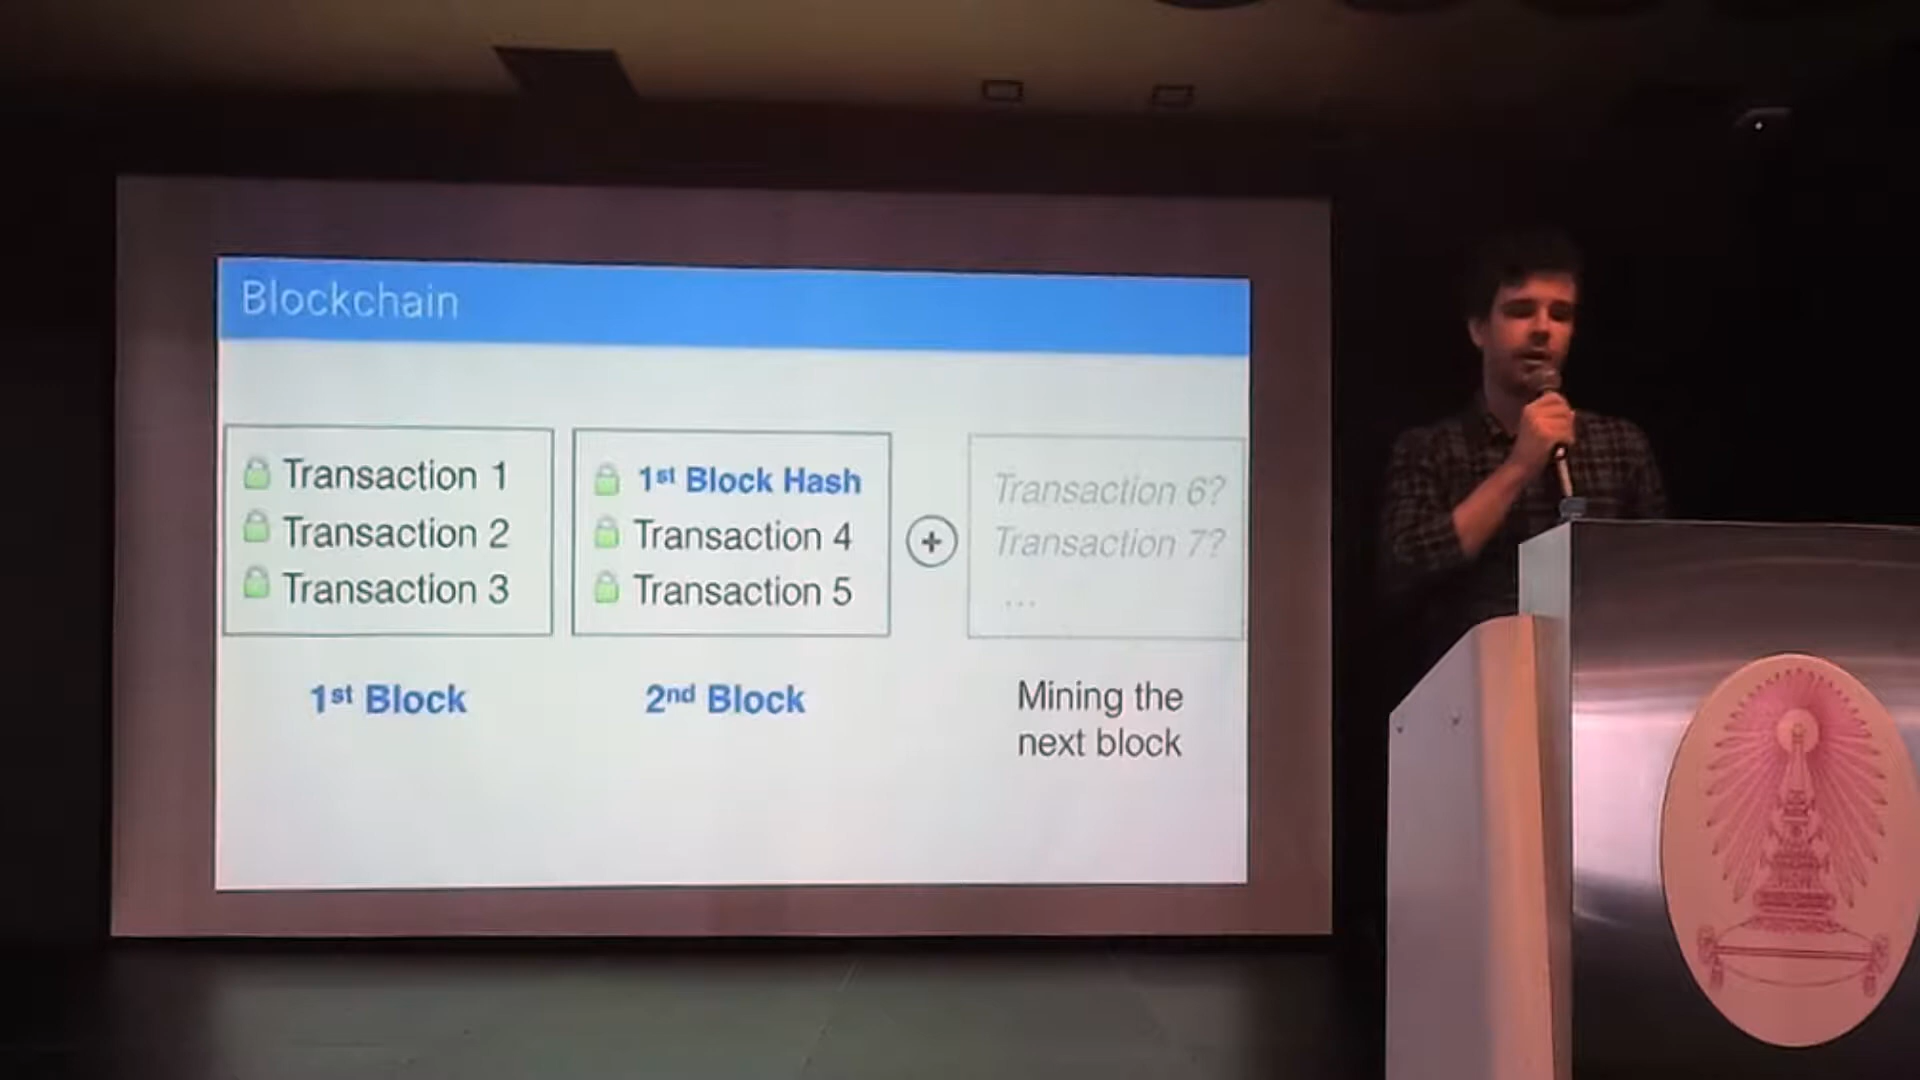 Blockchain
Transaction 1
Transaction 2
Transaction 3
1st Block
1st Block Hash
Transaction 4
Transaction 5
2nd Block
+
Transaction 6?
Transaction 7?
...
Mining the
next block